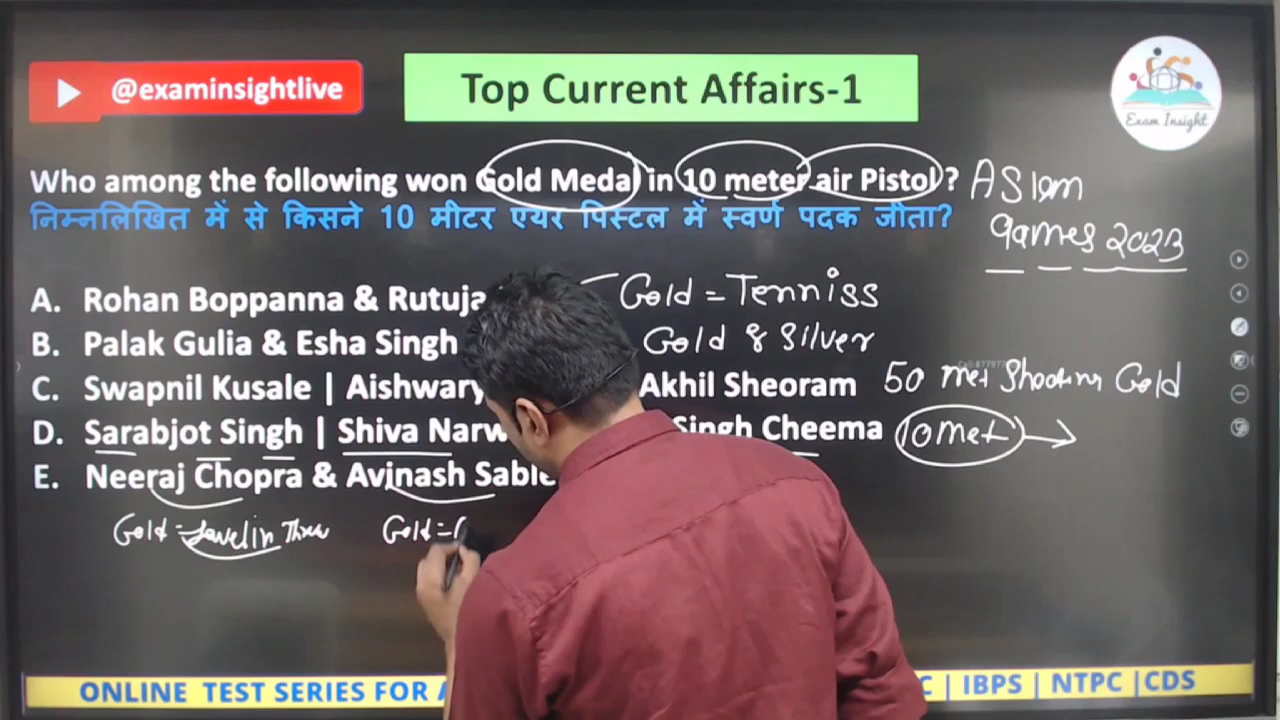 @examinsightlive
Top Current Affairs-1
Exam Insight
Who among the following won Gold Medal in 10 meter air Pistol ? ASIam
निम्नलिखित में से किसने 10 मीटर एयर पिस्टल में स्वर्ण पदक जीता? games 2023
A. Rohan Boppanna & Rutuja Gold = Tenniss
B. Palak Gulia & Esha Singh Gold & Silver
C. Swapnil Kusale | Aishwary Akhil Sheoram 50 met Shooting Gold
D. Sarabjot Singh | Shiva Narw Singh Cheema 10 met
E. Neeraj Chopra & Avinash Sable
Gold = Javelin Throw Gold =
ONLINE TEST SERIES FOR | IBPS | NTPC |CDS